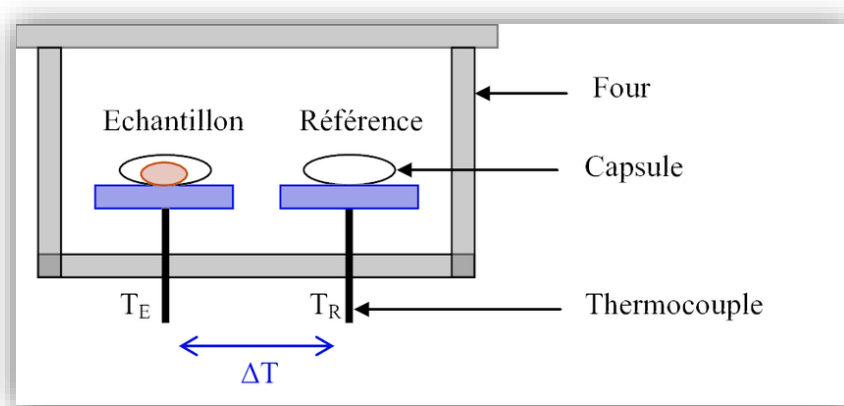 Four
Echantillon
Référence
Capsule
TE
TR
Thermocouple
ΔT